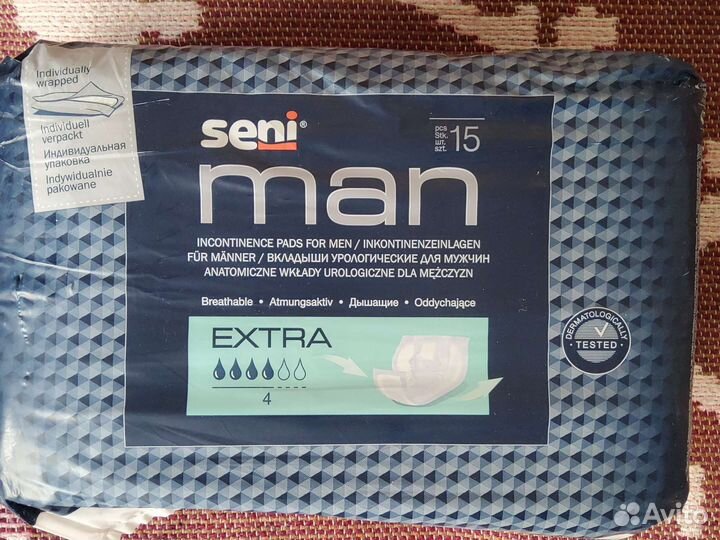 Individually
wrapped
Individuell
verpackt
Индивидуальная
упаковка
Indywidualnie
pakowane
seni®
man
pcs
Stk.
шт.
szt.
15
INCONTINENCE PADS FOR MEN / INKONTINENZEINLAGEN
FÜR MÄNNER / ВКЛАДЫШИ УРОЛОГИЧЕСКИЕ ДЛЯ МУЖЧИН
ANATOMICZNE WKŁADY UROLOGICZNE DLA MĘŻCZYZN
Breathable • Atmungsaktiv • Дышащие • Oddychające
EXTRA
4
DERMATOLOGICALLY
TESTED
Avito